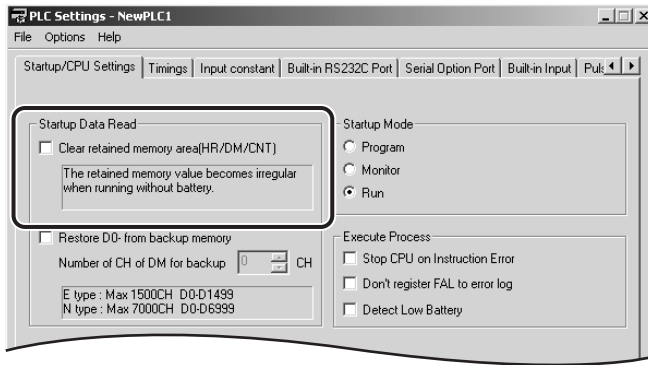 PLC Settings - NewPLC1
File Options Help
Startup/CPU Settings Timings Input constant Built-in RS232C Port Serial Option Port Built-in Input Puls
Startup Data Read
Clear retained memory area(HR/DM/CNT)
The retained memory value becomes irregular
when running without battery.
Restore D0- from backup memory
Number of CH of DM for backup 0 CH
E type : Max 1500CH D0-D1499
N type : Max 7000CH D0-D6999
Startup Mode
Program
Monitor
Run
Execute Process
Stop CPU on Instruction Error
Don't register FAL to error log
Detect Low Battery